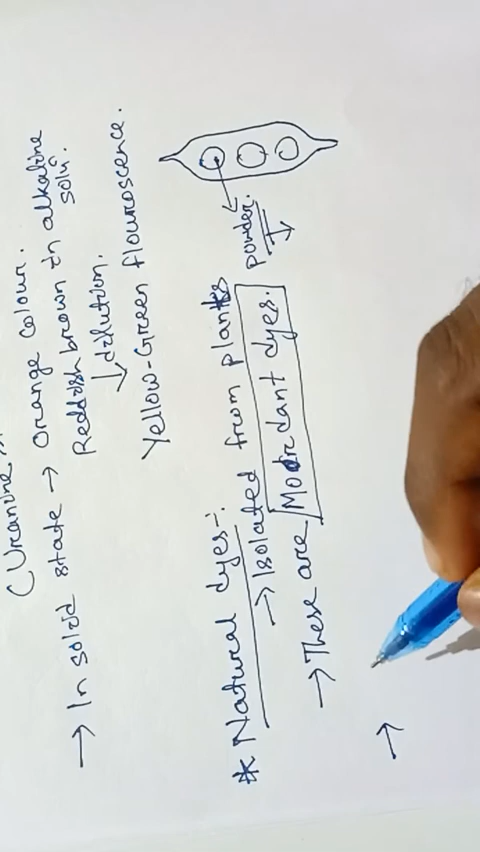 (Uranine)
→ In solid state → Orange Colour.
Reddish brown in alkaline soln.
↓ dilution.
Yellow-Green flouroscence.
* Natural dyes:-
→ Isolated from plants
→ These are Mordant dyes.
powder.